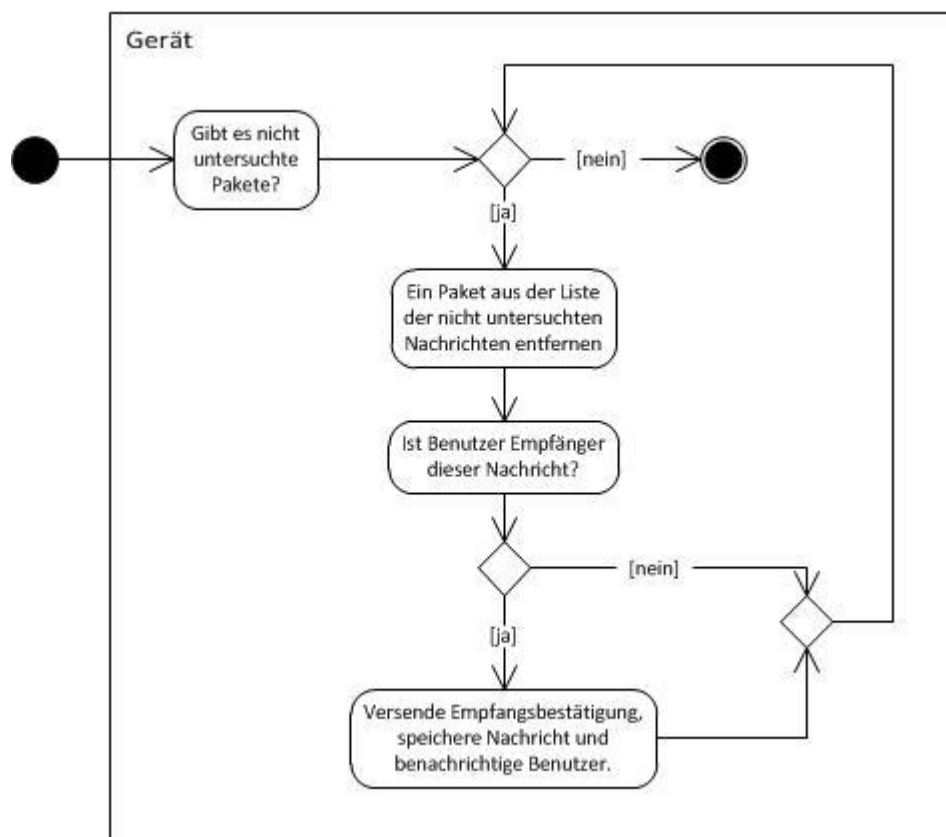 Gerät
Gibt es nicht
untersuchte
Pakete?
[nein]
[ja]
Ein Paket aus der Liste
der nicht untersuchten
Nachrichten entfernen
Ist Benutzer Empfänger
dieser Nachricht?
[nein]
[ja]
Versende Empfangsbestätigung,
speichere Nachricht und
benachrichtige Benutzer.